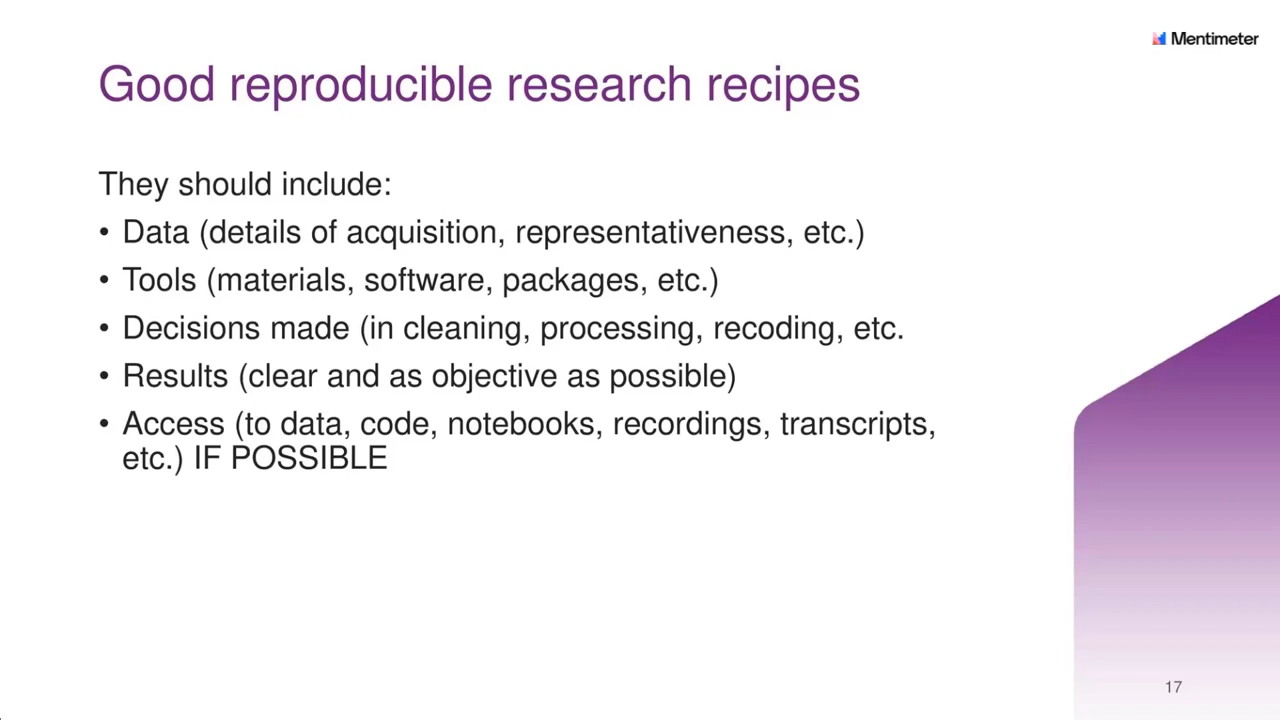 Mentimeter
Good reproducible research recipes
They should include:
• Data (details of acquisition, representativeness, etc.)
• Tools (materials, software, packages, etc.)
• Decisions made (in cleaning, processing, recoding, etc.
• Results (clear and as objective as possible)
• Access (to data, code, notebooks, recordings, transcripts,
etc.) IF POSSIBLE
17